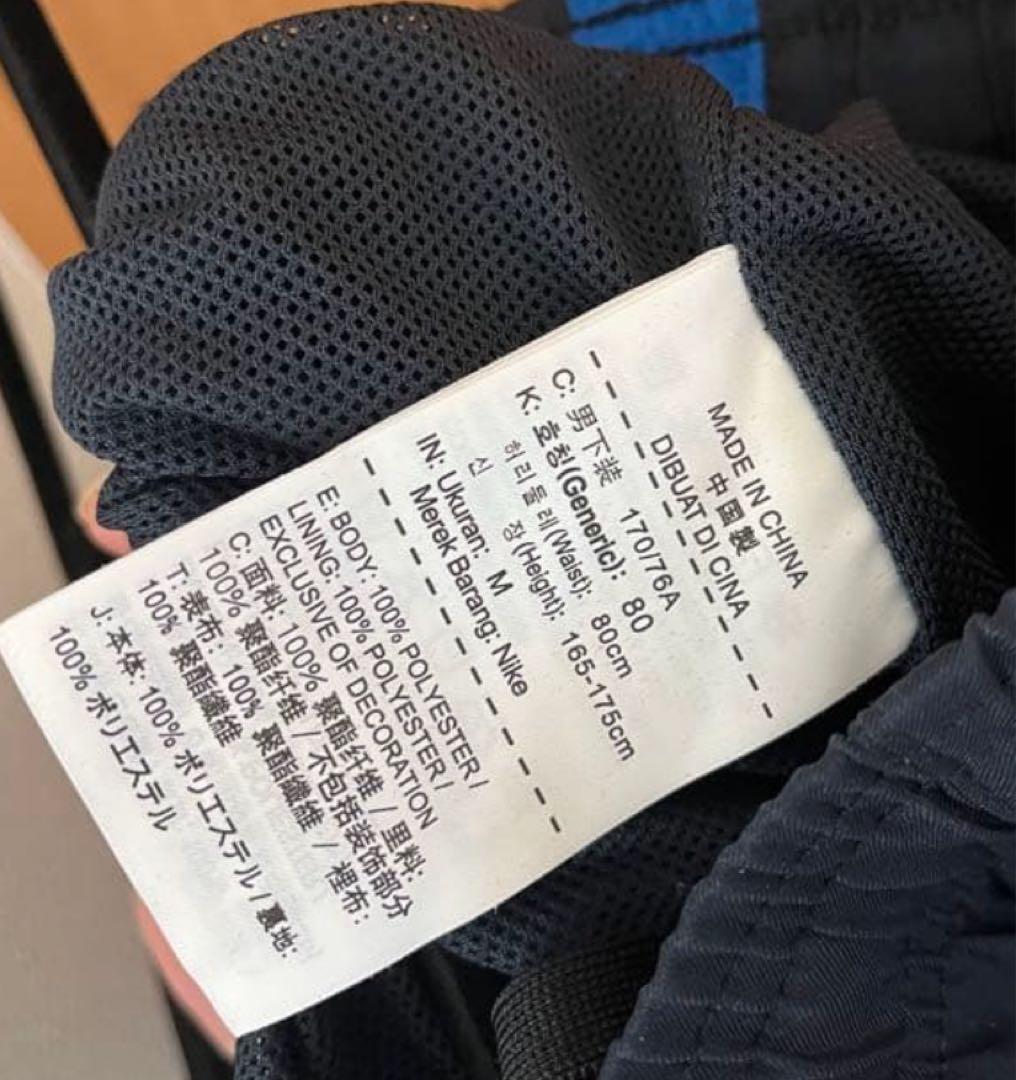 MADE IN CHINA
中国製
DIBUAT DI CINA
C: 男下装 170/76A
K: 호칭(Generic): 80
허리둘레(Waist): 80cm
신 장(Height): 165-175cm
IN: Ukuran: M
Merek Barang: Nike
E: BODY: 100% POLYESTER /
LINING: 100% POLYESTER /
EXCLUSIVE OF DECORATION
C: 面料: 100% 聚酯纤维 / 里料:
100% 聚酯纤维 / 不包括装饰部分
T: 表布: 100% 聚酯纖維 / 裡布:
100% 聚酯纖維
J: 本体: 100% ポリエステル / 裏地:
100% ポリエステル